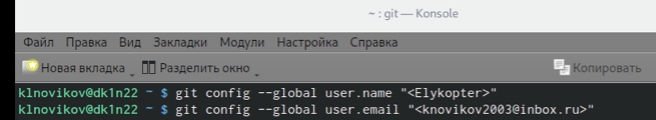 ~ : git — Konsole
Файл Правка Вид Закладки Модули Настройка Справка
Новая вкладка Разделить окно Копировать
klnovikov@dk1n22 ~ $ git config --global user.name "<Elykopter>"
klnovikov@dk1n22 ~ $ git config --global user.email "<knovikov2003@inbox.ru>"